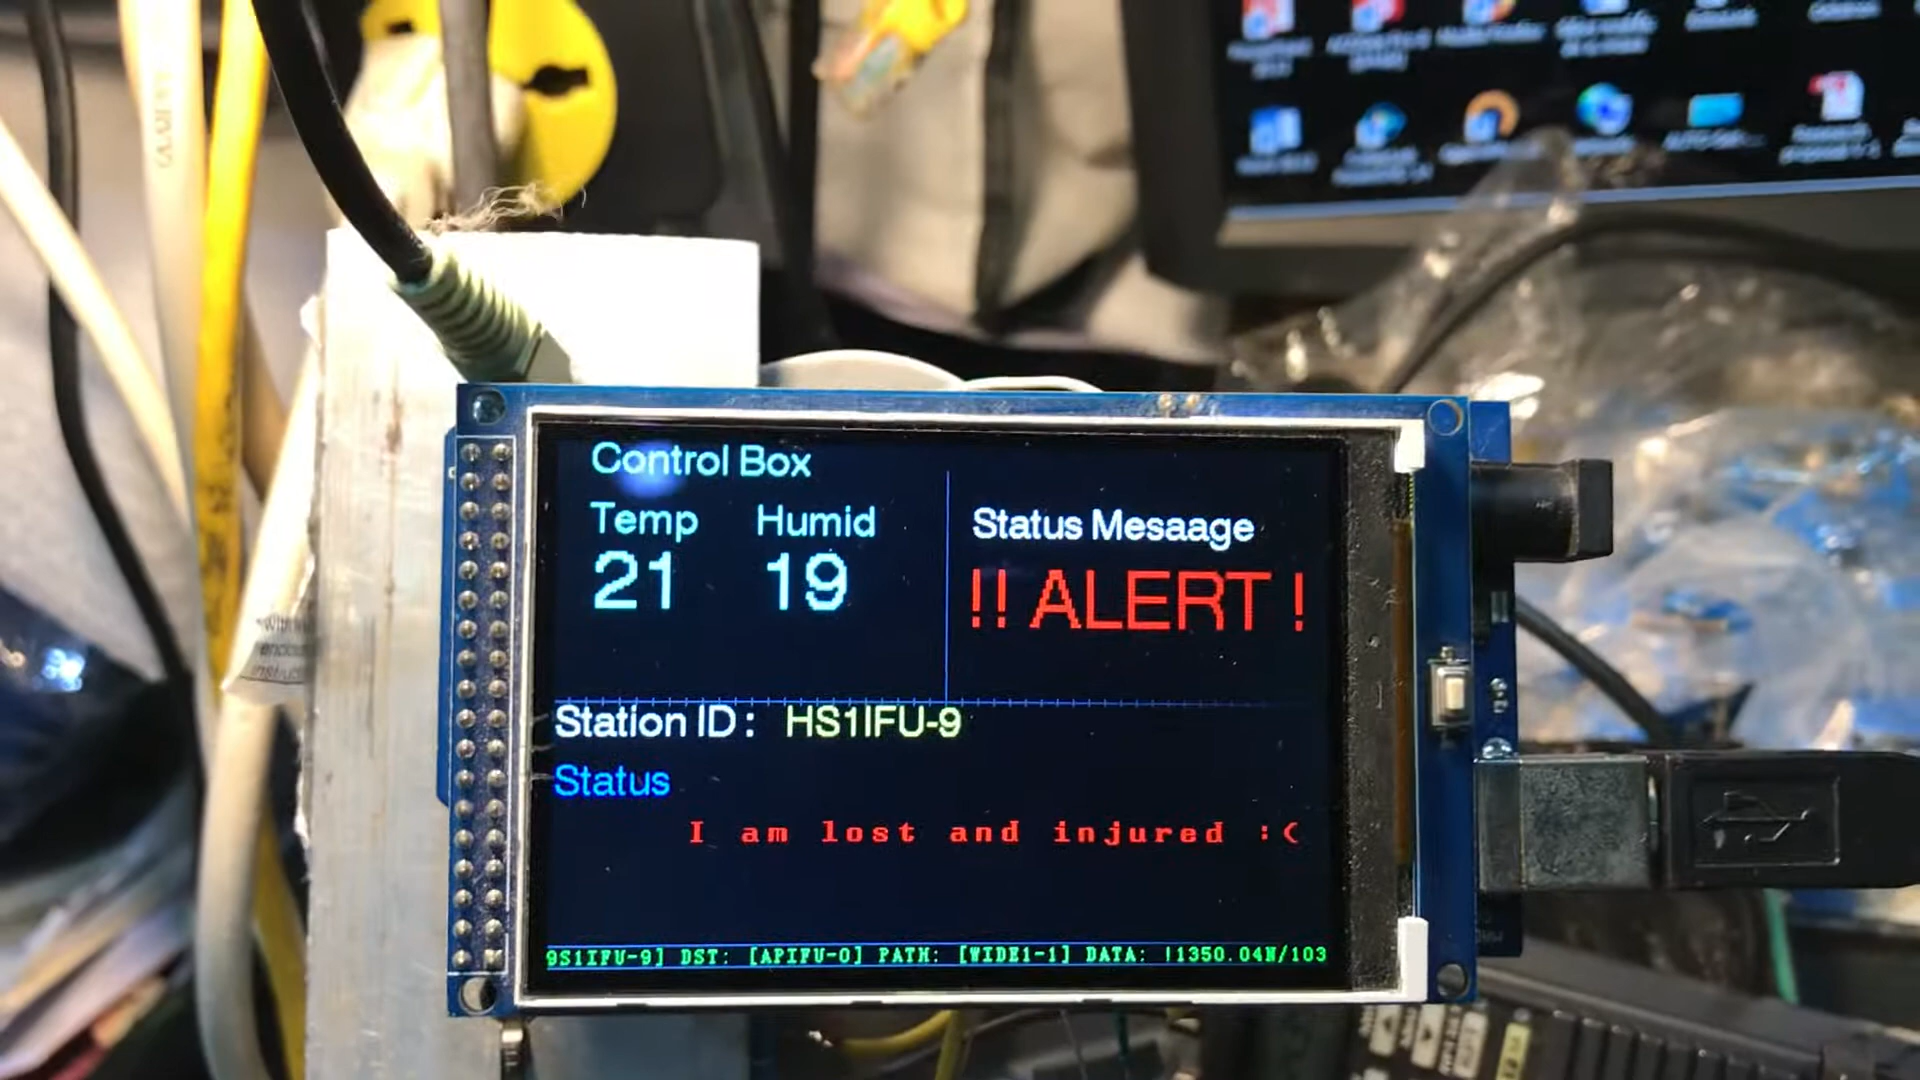 Control Box
Temp Humid
21 19
Status Mesaage
!! ALERT !
Station ID : HS1IFU-9
Status
I am lost and injured :(
9S1IFU-9] DST: [APIFU-0] PATH: [WIDE1-1] DATA: !1350.04N/103